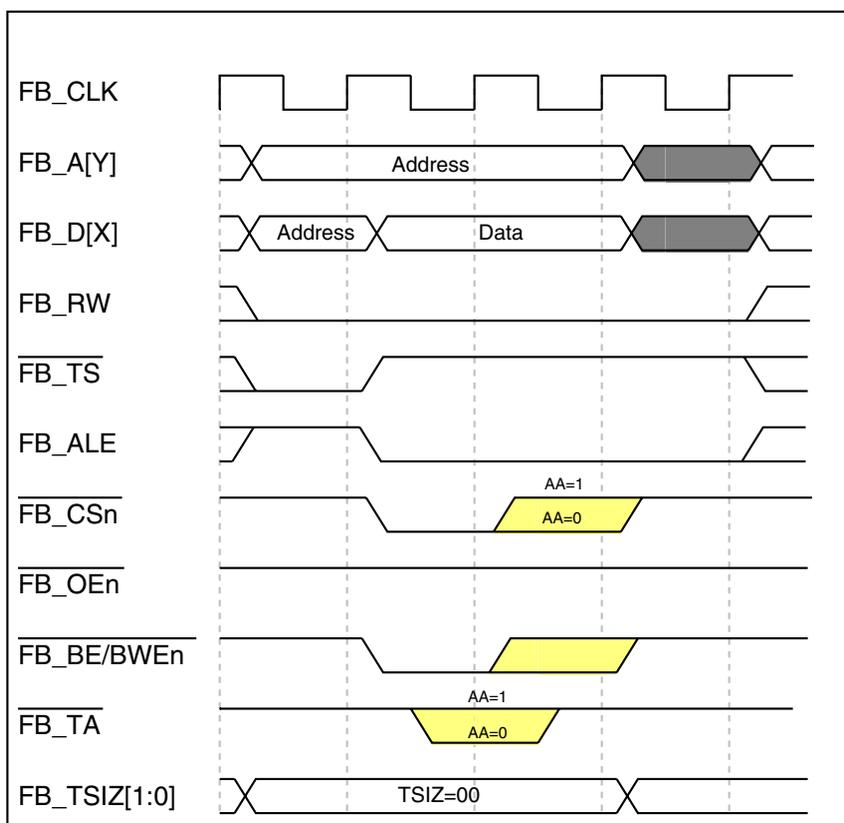 FB_CLK
FB_A[Y] Address
FB_D[X] Address Data
FB_RW
FB_TS
FB_ALE
AA=1
FB_CSn AA=0
FB_OEn
FB_BE/BWEn
AA=1
FB_TA AA=0
FB_TSIZ[1:0] TSIZ=00